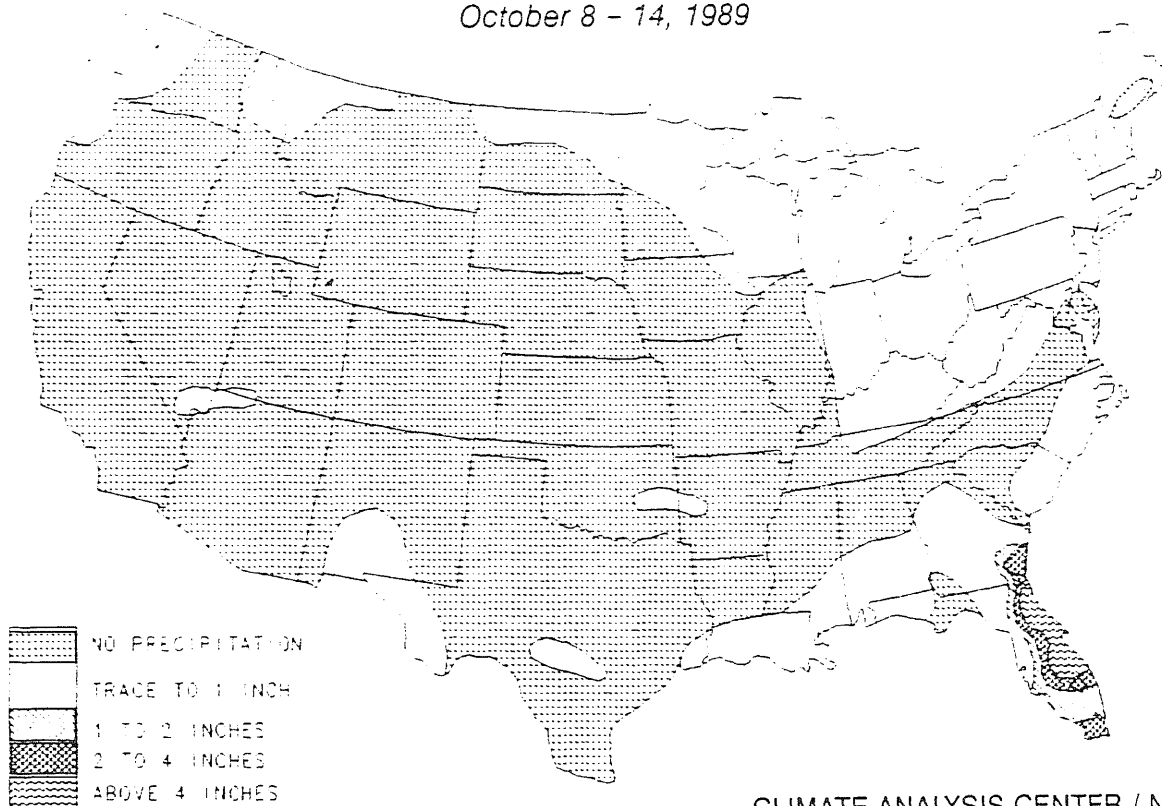 October 8 – 14, 1989
NO PRECIPITATION
TRACE TO 1 INCH
1 TO 2 INCHES
2 TO 4 INCHES
ABOVE 4 INCHES
CLIMATE ANALYSIS CENTER / N